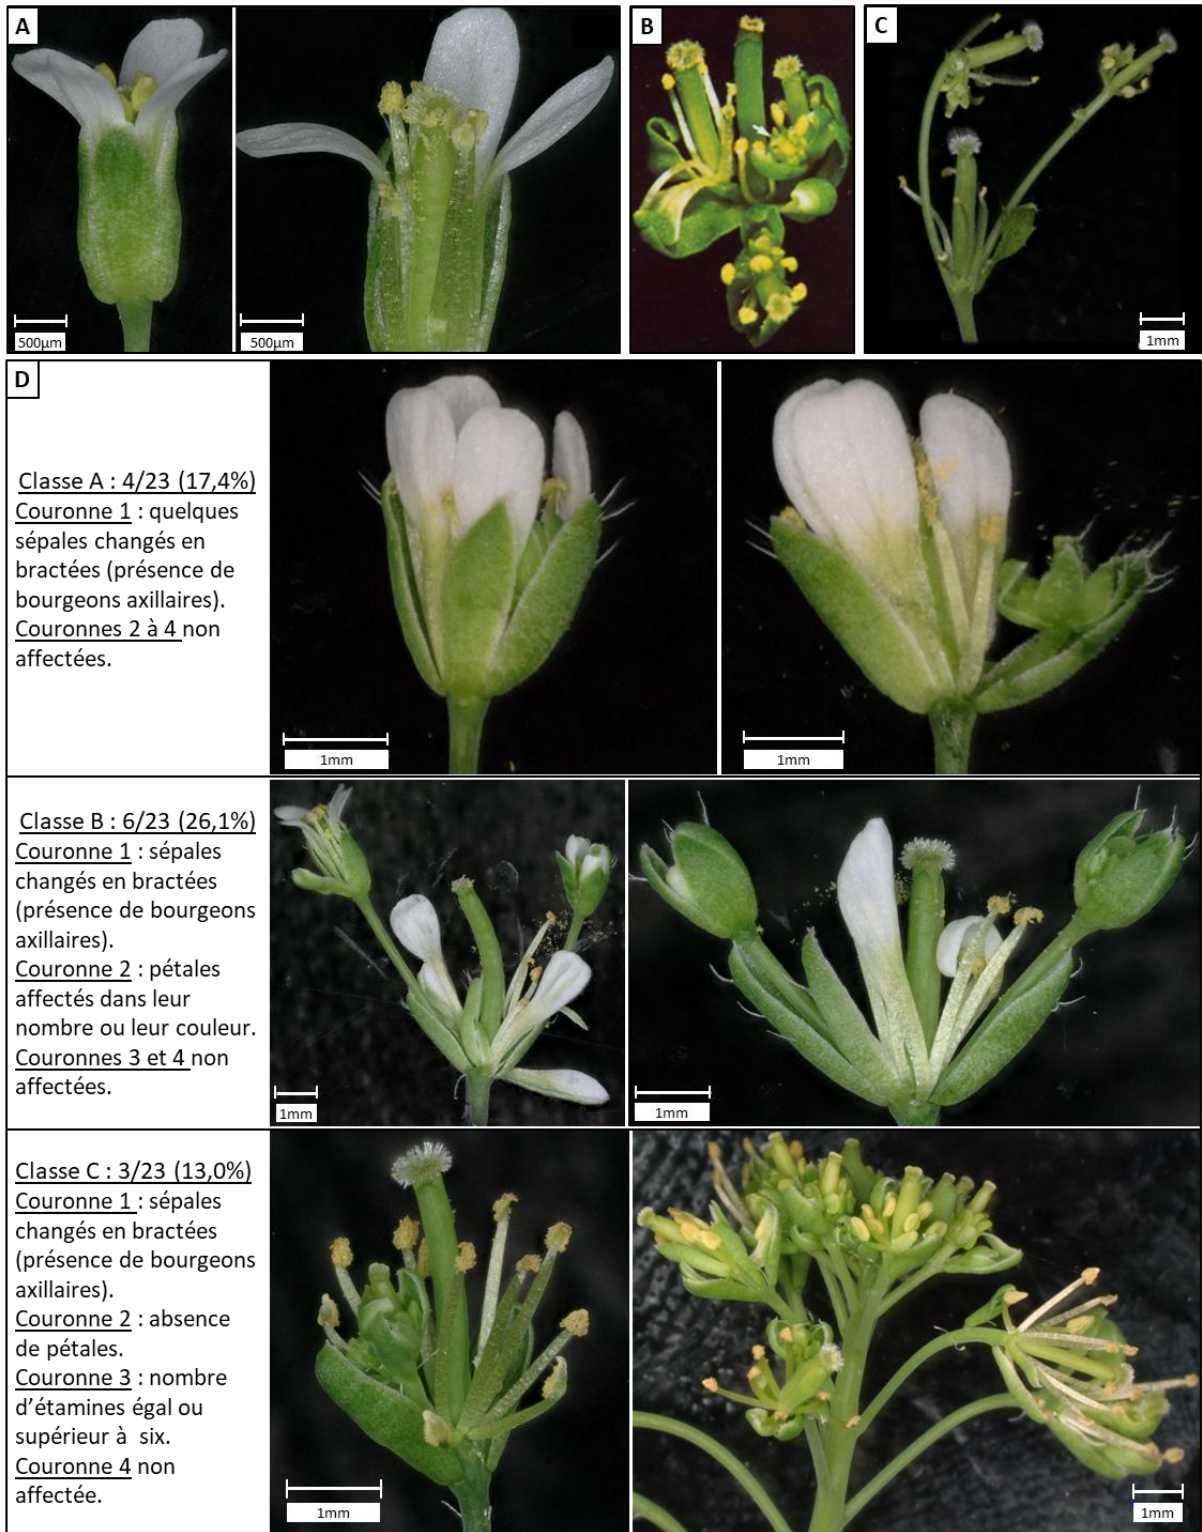 A
B
C
500µm
500µm
1mm
D
Classe A : 4/23 (17,4%)
Couronne 1 : quelques
sépales changés en
bractées (présence de
bourgeons axillaires).
Couronnes 2 à 4 non
affectées.
1mm
1mm
Classe B : 6/23 (26,1%)
Couronne 1 : sépales
changés en bractées
(présence de bourgeons
axillaires).
Couronne 2 : pétales
affectés dans leur
nombre ou leur couleur.
Couronnes 3 et 4 non
affectées.
1mm
1mm
Classe C : 3/23 (13,0%)
Couronne 1 : sépales
changés en bractées
(présence de bourgeons
axillaires).
Couronne 2 : absence
de pétales.
Couronne 3 : nombre
d’étamines égal ou
supérieur à  six.
Couronne 4 non
affectée.
1mm
1mm